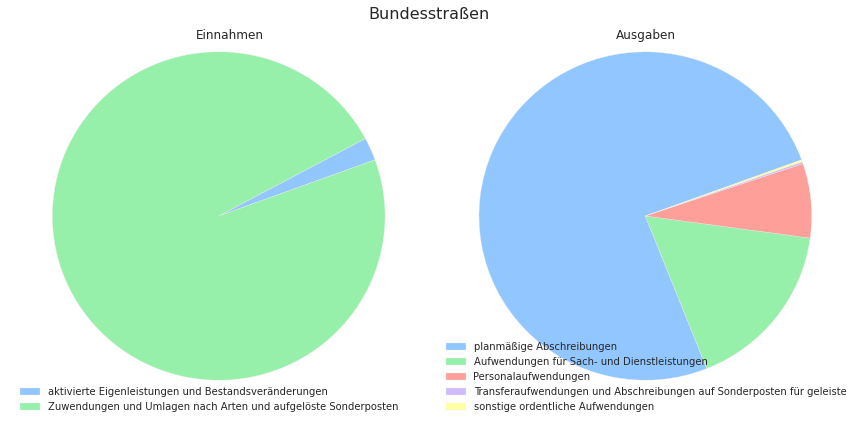 Bundesstraßen
Einnahmen
aktivierte Eigenleistungen und Bestandsveränderungen
Zuwendungen und Umlagen nach Arten und aufgelöste Sonderposten
Ausgaben
planmäßige Abschreibungen
Aufwendungen für Sach- und Dienstleistungen
Personalaufwendungen
Transferaufwendungen und Abschreibungen auf Sonderposten für geleiste
sonstige ordentliche Aufwendungen